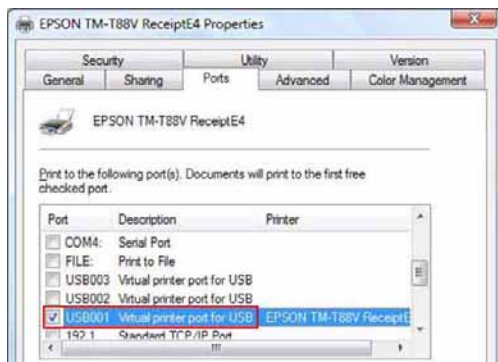 EPSON TM-T88V ReceiptE4 Properties
Security Utility Version
General Sharing Ports Advanced Color Management
EPSON TM-T88V ReceiptE4
Print to the following port(s). Documents will print to the first free
checked port.
Port Description Printer
COM4: Serial Port
FILE: Print to File
USB003 Virtual printer port for USB
USB002 Virtual printer port for USB
USB001 Virtual printer port for USB EPSON TM-T88V ReceiptE
192.1 Standard TCP/IP Port